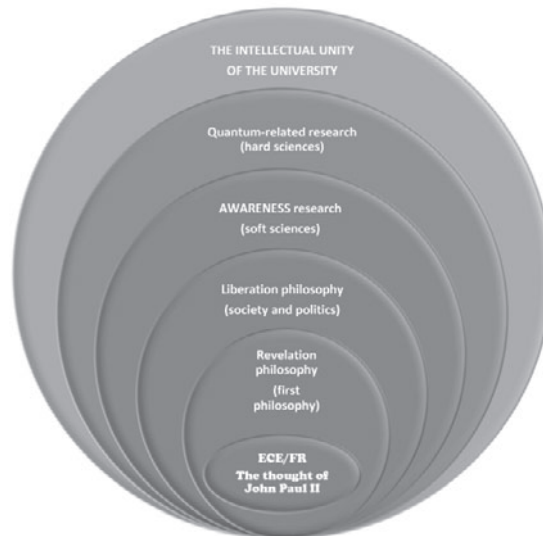 THE INTELLECTUAL UNITY
OF THE UNIVERSITY
Quantum-related research
(hard sciences)
AWARENESS research
(soft sciences)
Liberation philosophy
(society and politics)
Revelation
philosophy
(first
philosophy)
ECE/FR
The thought of
John Paul II